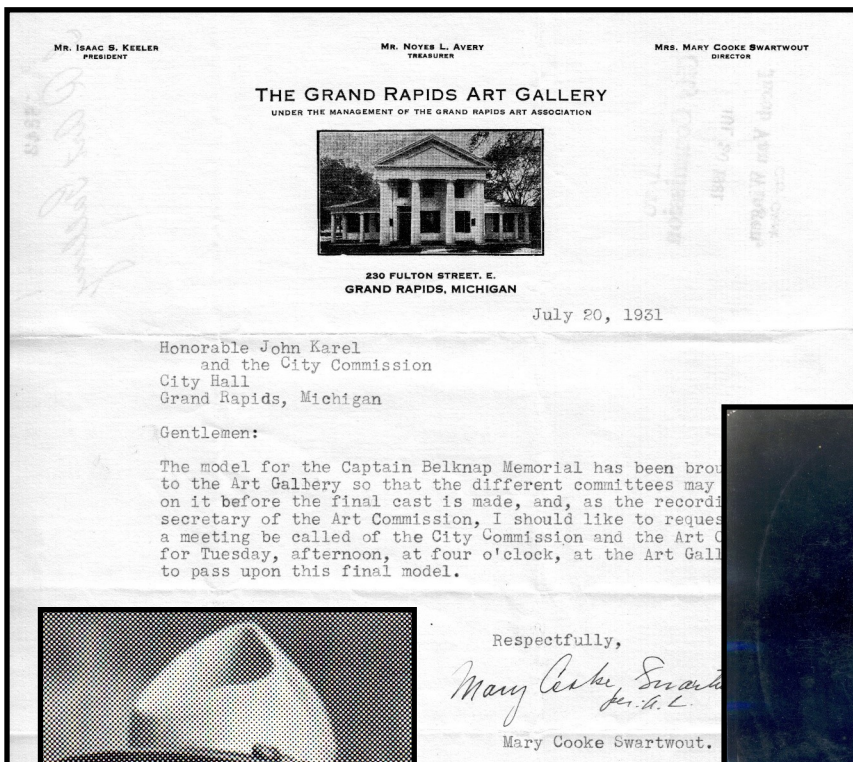 MR. ISAAC S. KEELER
PRESIDENT
MR. NOYES L. AVERY
TREASURER
MRS. MARY COOKE SWARTWOUT
DIRECTOR
THE GRAND RAPIDS ART GALLERY
UNDER THE MANAGEMENT OF THE GRAND RAPIDS ART ASSOCIATION
230 FULTON STREET. E.
GRAND RAPIDS, MICHIGAN
July 20, 1931
Honorable John Karel
and the City Commission
City Hall
Grand Rapids, Michigan
Gentlemen:
The model for the Captain Belknap Memorial has been brou
to the Art Gallery so that the different committees may
on it before the final cast is made, and, as the recordi
secretary of the Art Commission, I should like to reques
a meeting be called of the City Commission and the Art C
for Tuesday, afternoon, at four o'clock, at the Art Gall
to pass upon this final model.
Respectfully,
Mary Cooke Swart
per. A. L.
Mary Cooke Swartwout.